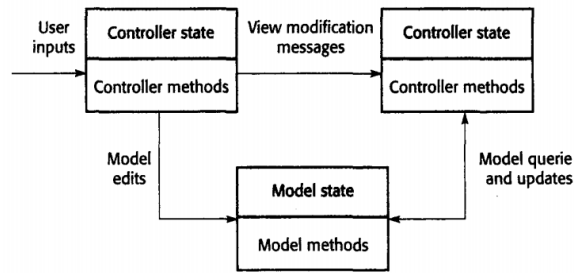 User
inputs
Controller state
Controller methods
View modification
messages
Controller state
Controller methods
Model
edits
Model querie
and updates
Model state
Model methods